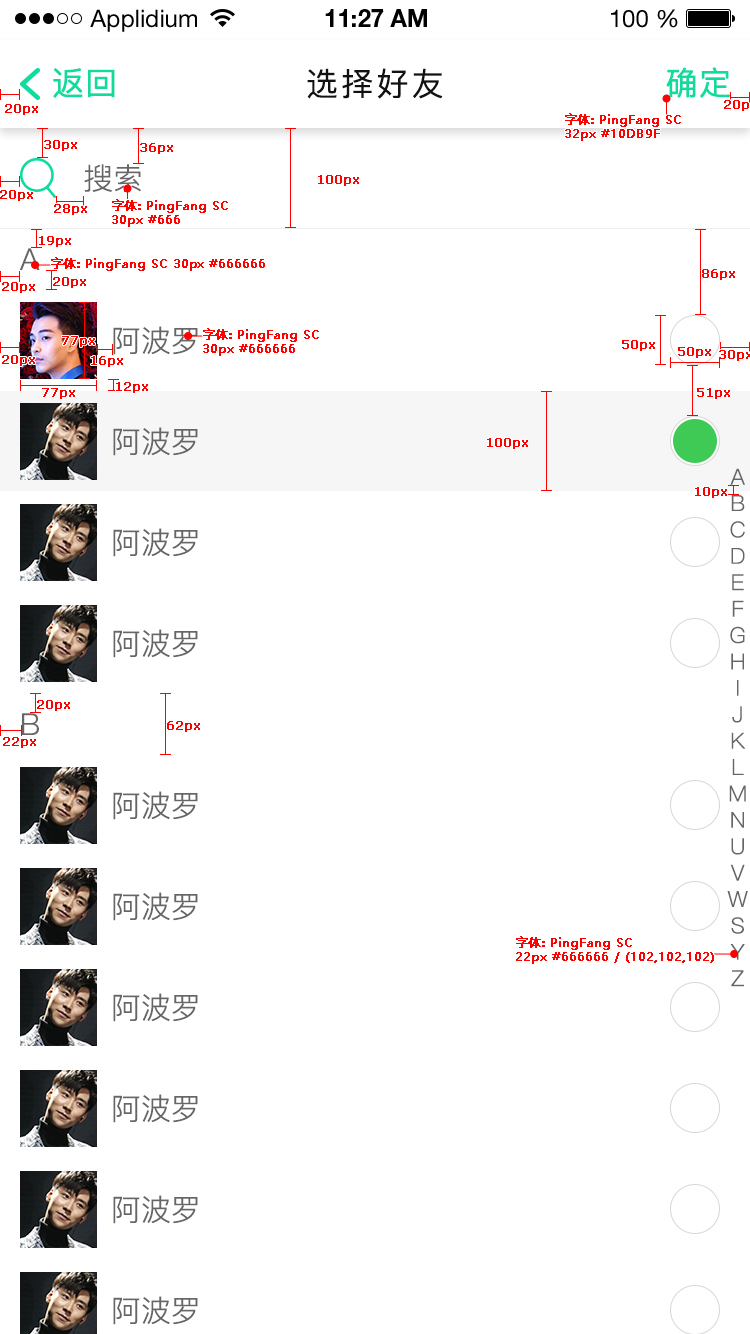 Applidium 11:27 AM 100 %
返回 选择好友 确定
20px 20p
字体: PingFang SC
32px #10DB9F
30px 36px
100px
搜索
20px
28px
字体: PingFang SC
30px #666
19px
A
字体: PingFang SC 30px #666666
20px
20px
86px
阿波罗
字体: PingFang SC
30px #666666
77px
20px
16px
50px
50px
30px
77px
12px
51px
阿波罗
100px
10px
阿波罗
阿波罗
20px
B
22px
62px
阿波罗
阿波罗
字体: PingFang SC
22px #666666 / (102,102,102)
阿波罗
阿波罗
阿波罗
阿波罗
A
B
C
D
E
F
G
H
I
J
K
L
M
N
U
V
W
S
Y
Z